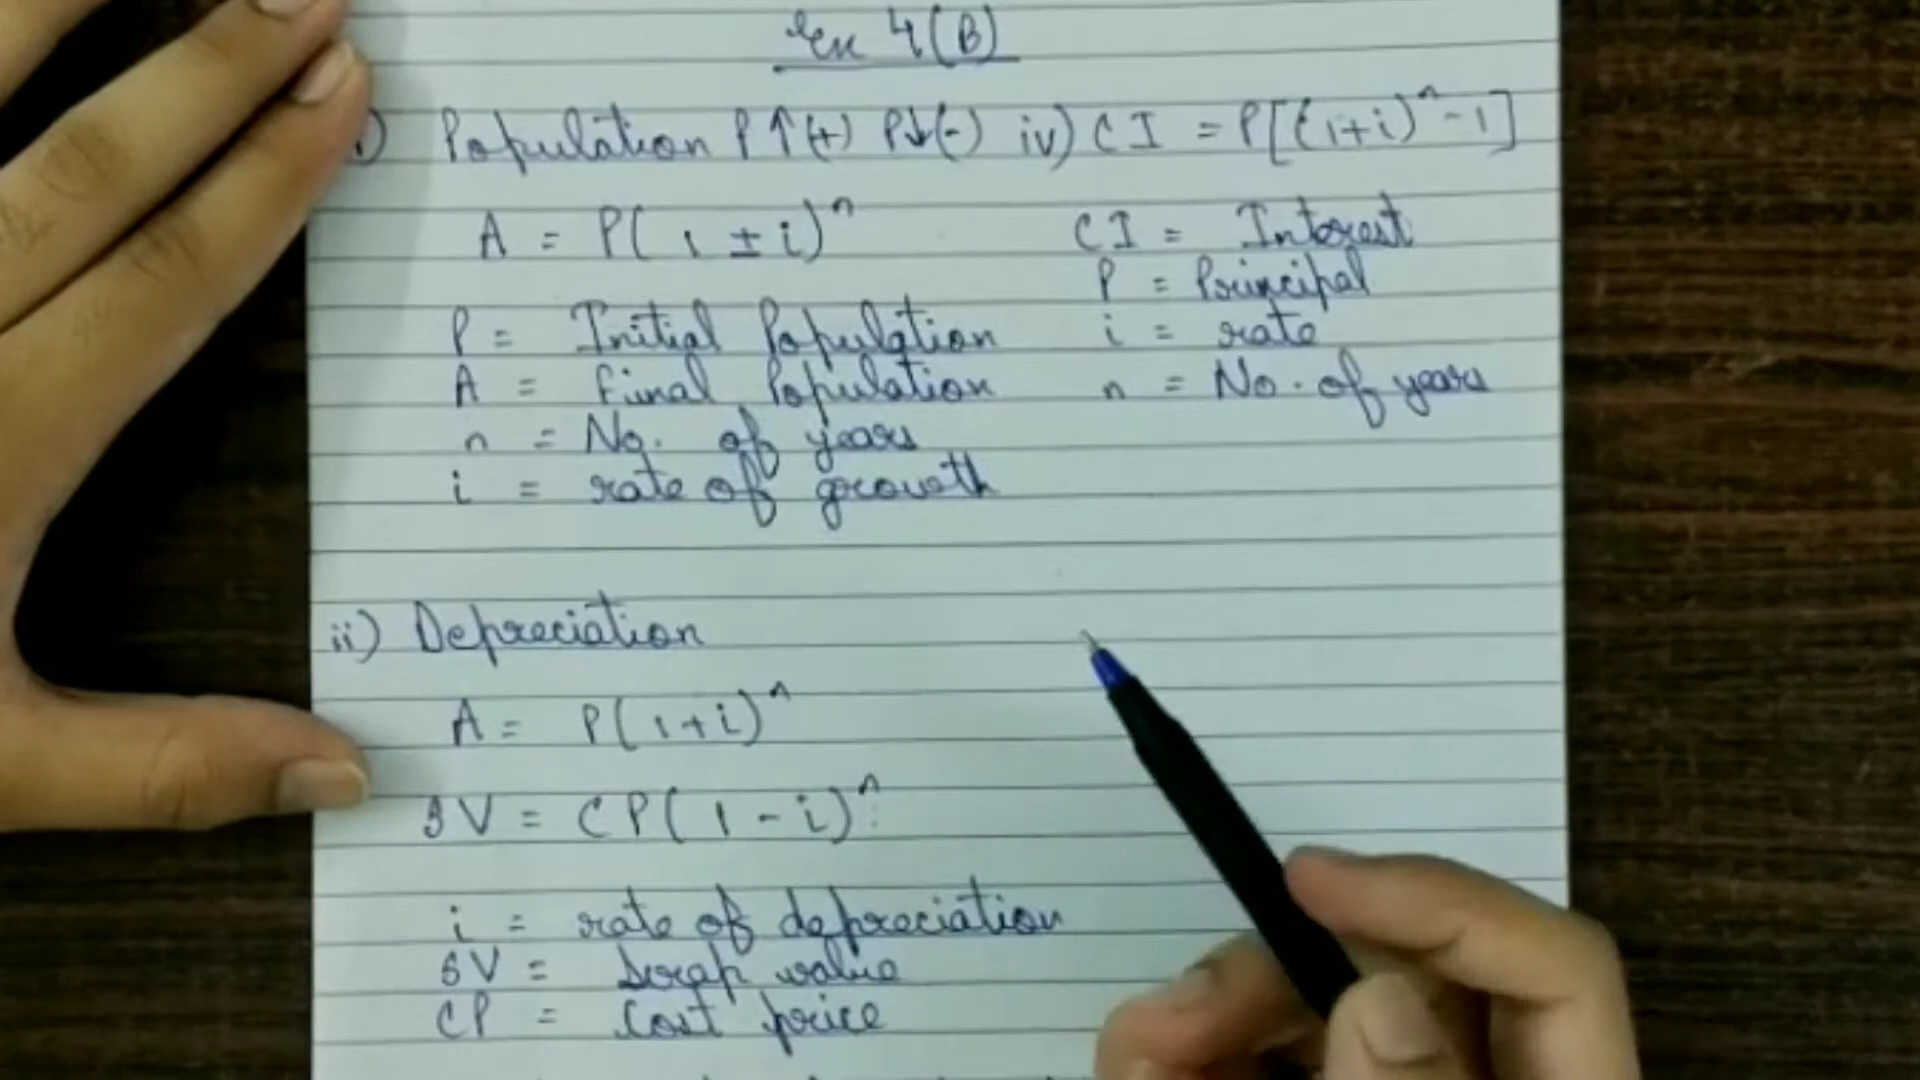 Ex 4(B)
i) Population P↑(+) P↓(-)
A = P(1 ± i)^n
P = Initial Population
A = Final Population
n = No. of years
i = rate of growth
iv) CI = P[(1+i)^n - 1]
CI = Interest
P = Principal
i = rate
n = No. of years
ii) Depreciation
A = P(1+i)^n
SV = CP(1 - i)^n
i = rate of depreciation
SV = Scrap value
CP = Cost price